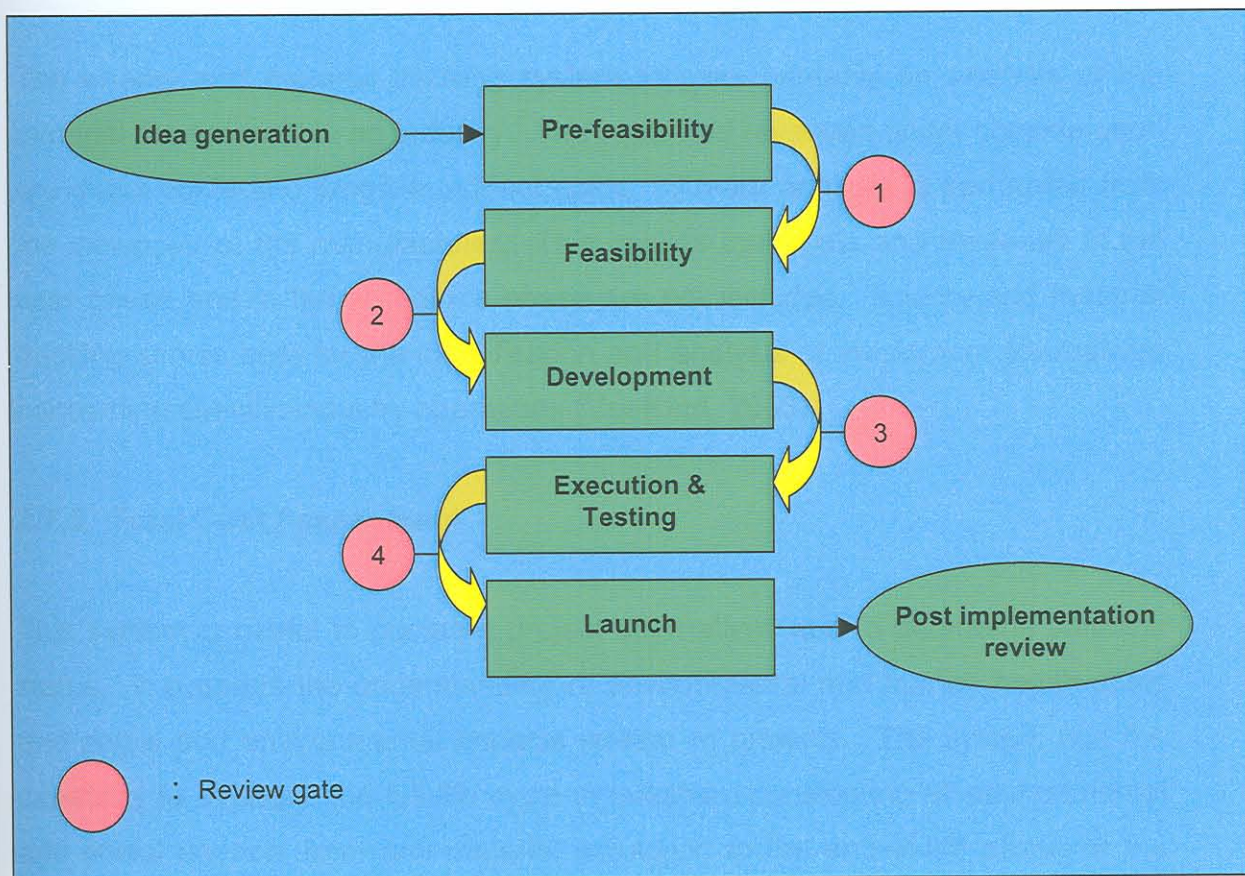 Idea generation
Pre-feasibility
1
Feasibility
2
Development
3
Execution &
Testing
4
Launch
Post implementation
review
: Review gate